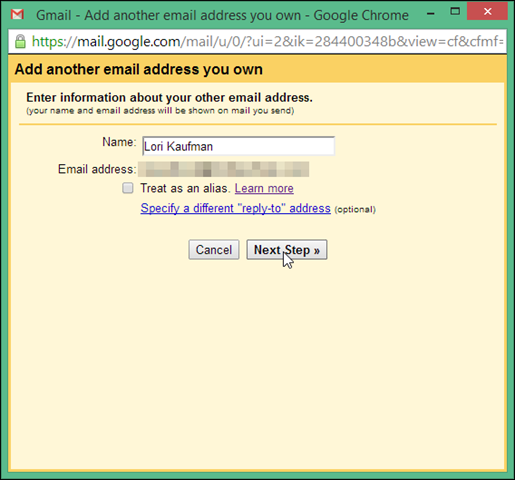 Gmail - Add another email address you own - Google Chrome
https://mail.google.com/mail/u/0/?ui=2&ik=284400348b&view=cf&cfmf=
Add another email address you own
Enter information about your other email address.
(your name and email address will be shown on mail you send)
Name: Lori Kaufman
Email address:
Treat as an alias. Learn more
Specify a different "reply-to" address (optional)
Cancel Next Step »